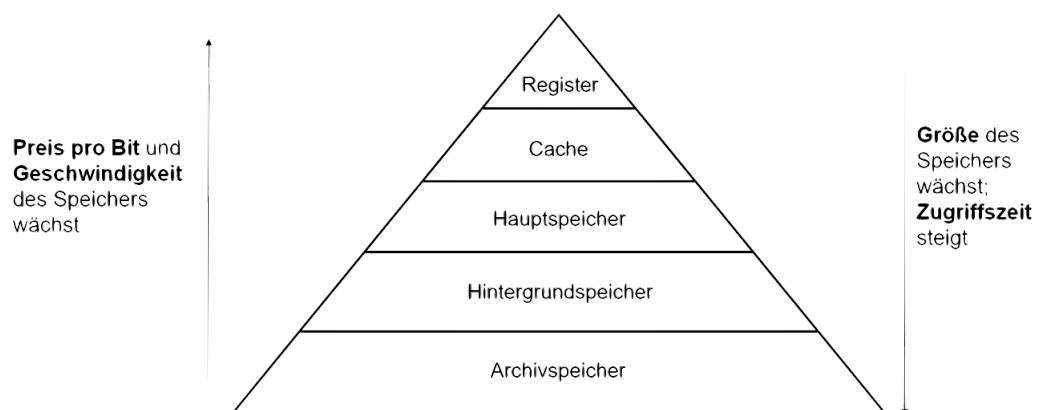 Register
Cache
Hauptspeicher
Hintergrundspeicher
Archivspeicher
Preis pro Bit und
Geschwindigkeit
des Speichers
wächst
Größe des
Speichers
wächst;
Zugriffszeit
steigt